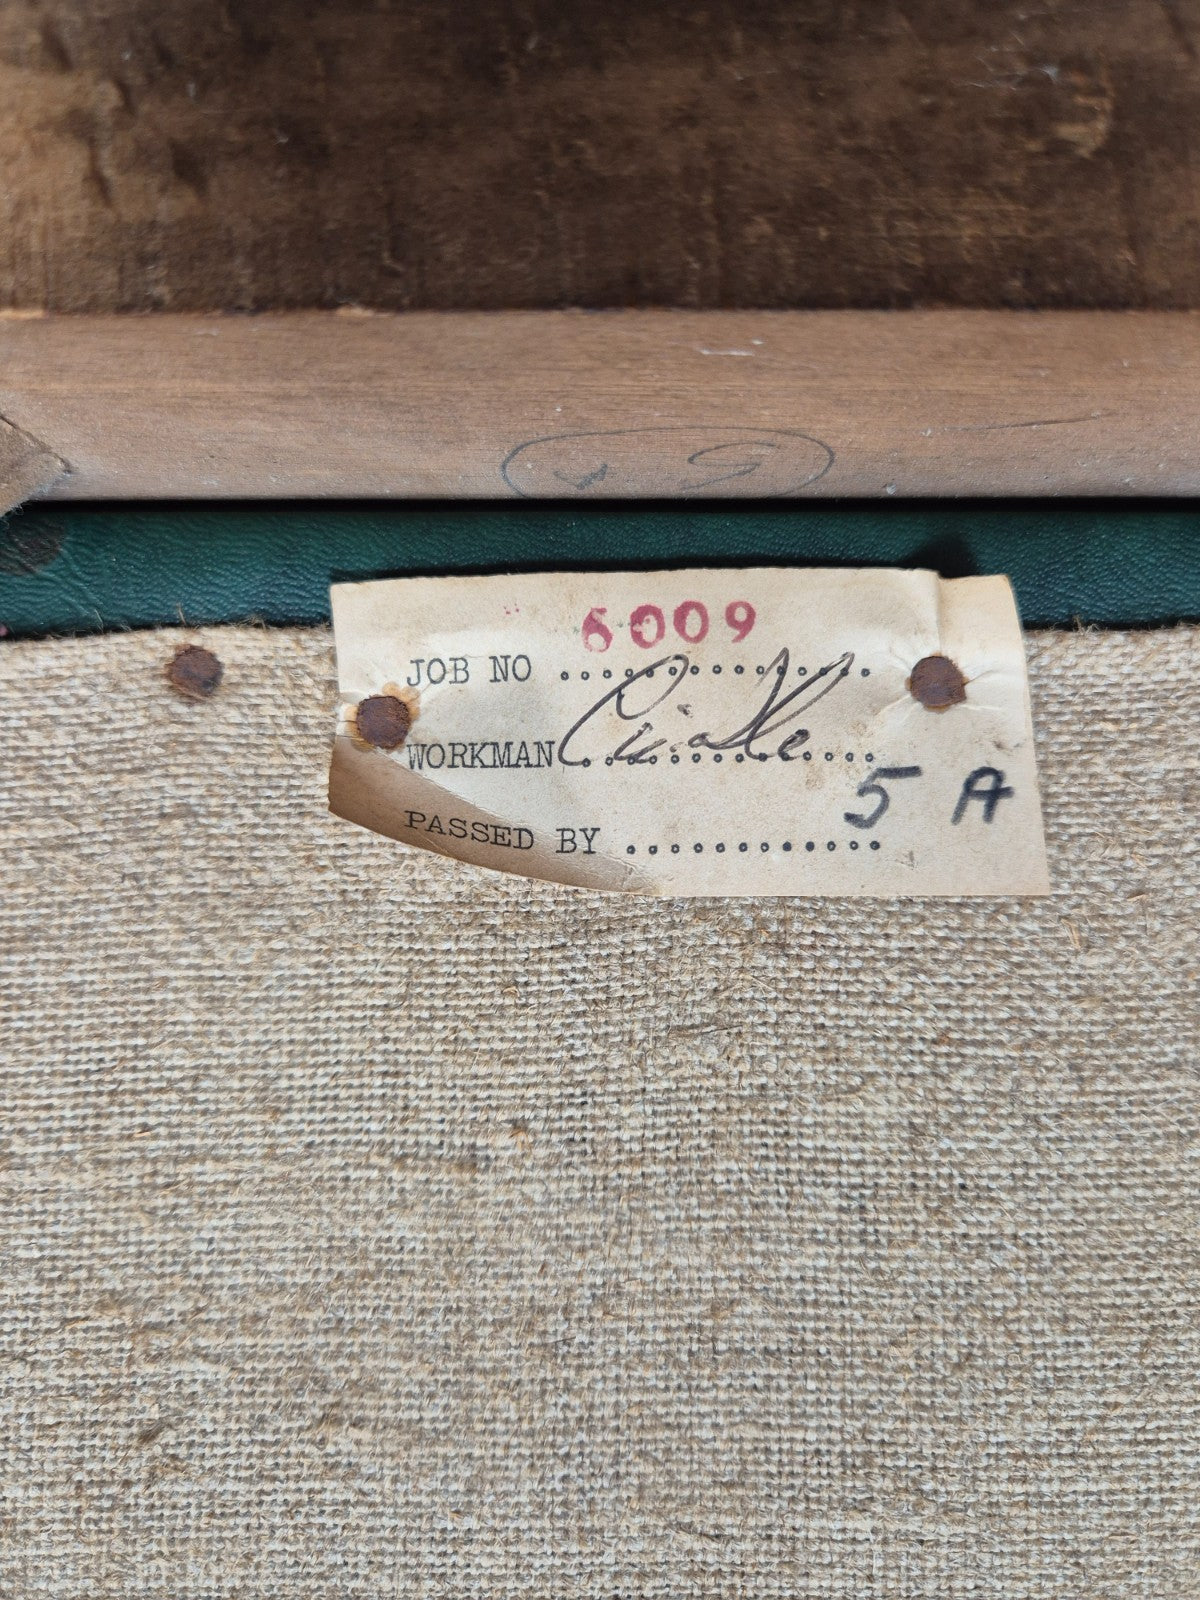 6009
JOB NO ..............
WORKMAN ..............
5 A
PASSED BY ............